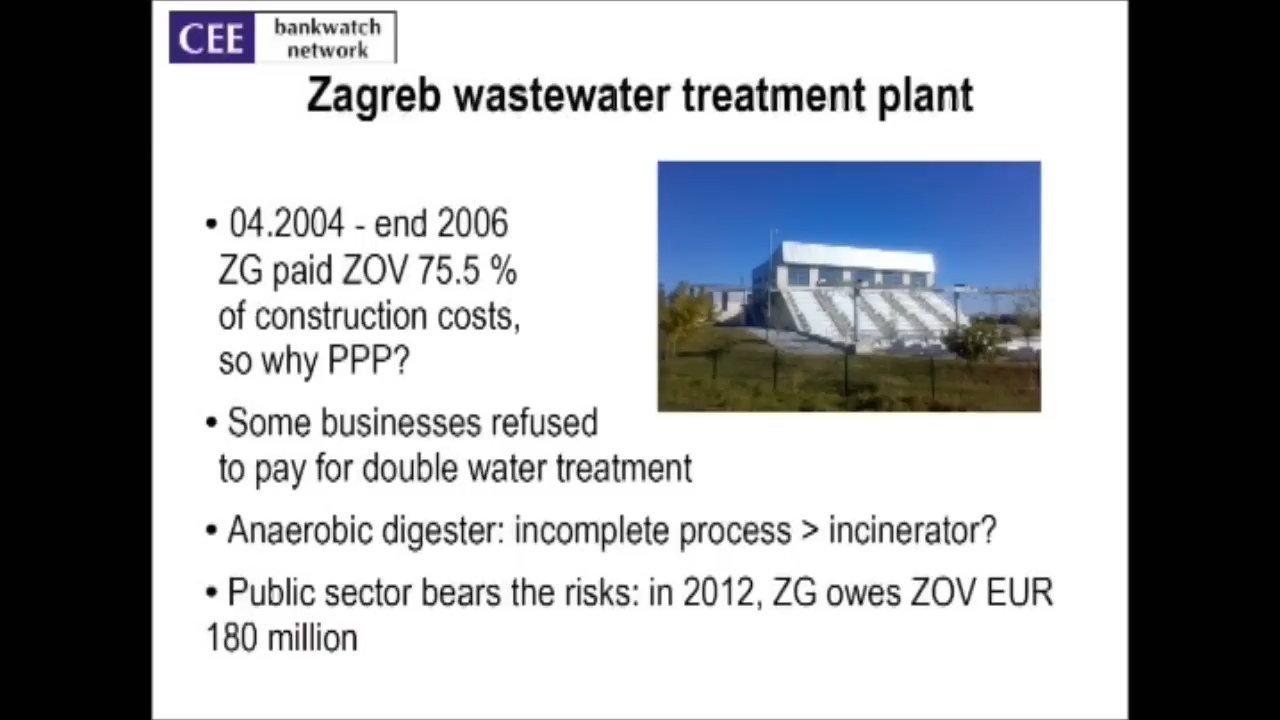 CEE bankwatch
network
Zagreb wastewater treatment plant
• 04.2004 - end 2006
ZG paid ZOV 75.5 %
of construction costs,
so why PPP?
• Some businesses refused
to pay for double water treatment
• Anaerobic digester: incomplete process > incinerator?
• Public sector bears the risks: in 2012, ZG owes ZOV EUR
180 million